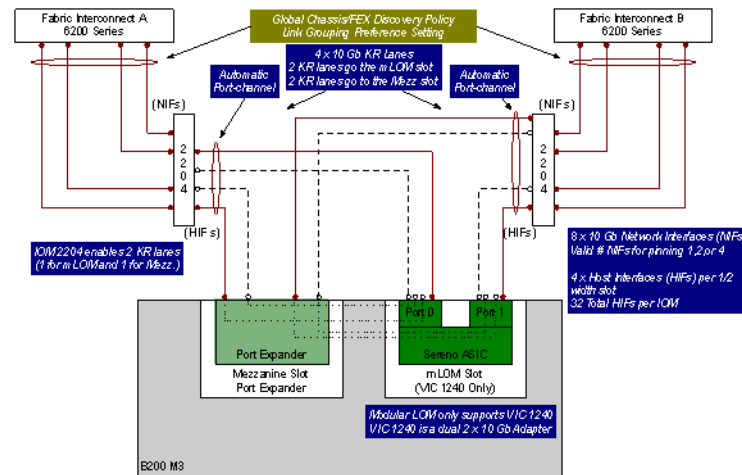 Fabric Interconnect A
6200 Series
Global Chassis/FEX Discovery Policy
Link Grouping Preference Setting
Fabric Interconnect B
6200 Series
4 x 10 Gb KR Lanes
2 KR lanes go the mLOM slot
2 KR lanes go to the Mezz slot
Automatic
Port-channel
Automatic
Port-channel
(NIFs)
(NIFs)
2
2
0
4
2
2
0
4
(HIFs)
(HIFs)
IOM2204 enables 2 KR lanes
(1 for mLOM and 1 for Mezz.)
8 x 10 Gb Network Interfaces (NIFs)
Valid # NIFs for pinning 1,2 or 4
4 x Host Interfaces (HIFs) per 1/2
width slot
32 Total HIFs per IOM
Port 0
Port 1
Port Expander
Sereno ASIC
Mezzanine Slot
Port Expander
mLOM Slot
(VIC 1240 Only)
Modular LOM only supports VIC 1240
VIC 1240 is a dual 2 x 10 Gb Adapter
B200 M3